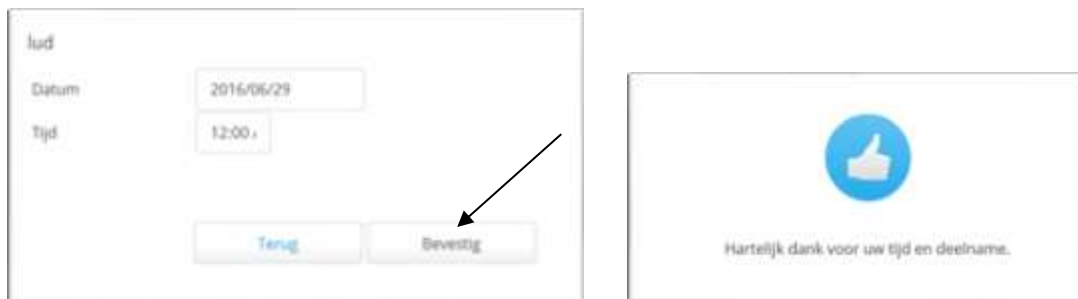 lud
Datum 2016/06/29
Tijd 12:00
Terug Bevestig
Hartelijk dank voor uw tijd en deelname.